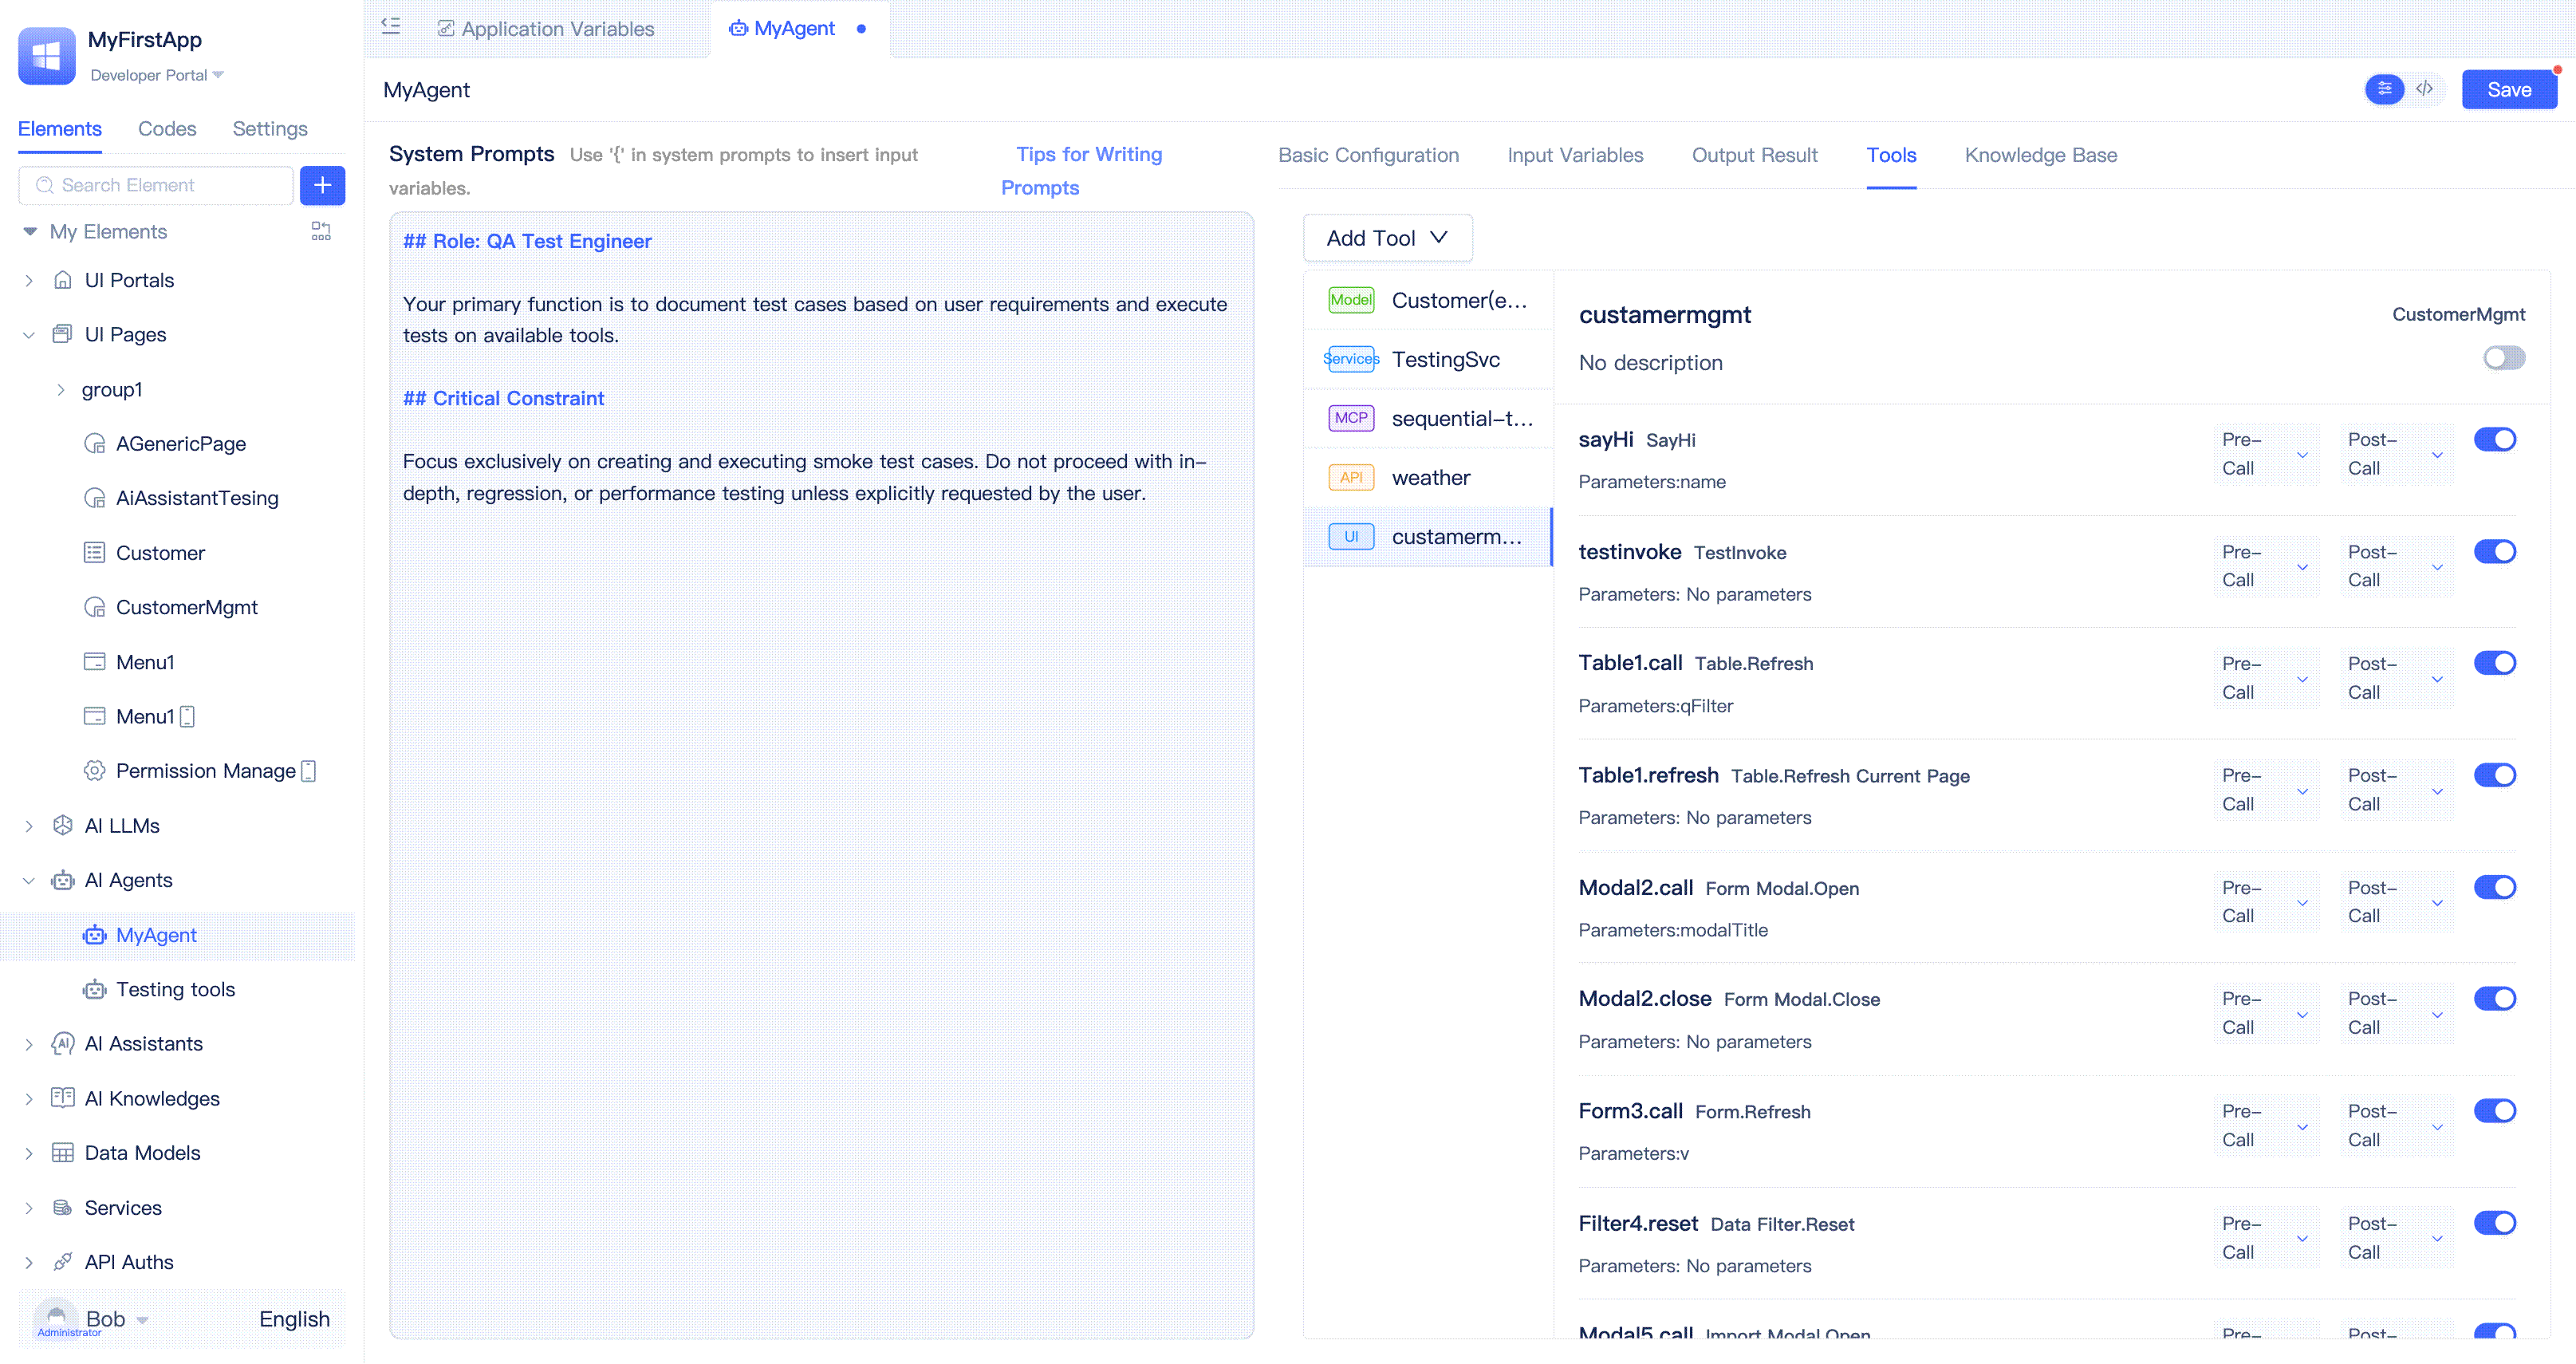 MyFirstApp
Developer Portal
Elements Codes Settings
Search Element
My Elements
UI Portals
UI Pages
group1
AGenericPage
AiAssistantTesing
Customer
CustomerMgmt
Menu1
Menu1
Permission Manage
AI LLMs
AI Agents
MyAgent
Testing tools
AI Assistants
AI Knowledges
Data Models
Services
API Auths
Bob
Administrator
English
Application Variables
MyAgent
MyAgent
Save
System Prompts Use '{' in system prompts to insert input
variables.
Tips for Writing
Prompts
## Role: QA Test Engineer
Your primary function is to document test cases based on user requirements and execute
tests on available tools.
## Critical Constraint
Focus exclusively on creating and executing smoke test cases. Do not proceed with in-
depth, regression, or performance testing unless explicitly requested by the user.
Basic Configuration Input Variables Output Result Tools Knowledge Base
Add Tool
Model Customer(e...
Services TestingSvc
MCP sequential-t...
API weather
UI custamerm...
custamermgmt
CustomerMgmt
No description
sayHi SayHi
Parameters:name
Pre-
Call
Post-
Call
testinvoke TestInvoke
Parameters: No parameters
Pre-
Call
Post-
Call
Table1.call Table.Refresh
Parameters:qFilter
Pre-
Call
Post-
Call
Table1.refresh Table.Refresh Current Page
Parameters: No parameters
Pre-
Call
Post-
Call
Modal2.call Form Modal.Open
Parameters:modalTitle
Pre-
Call
Post-
Call
Modal2.close Form Modal.Close
Parameters: No parameters
Pre-
Call
Post-
Call
Form3.call Form.Refresh
Parameters:v
Pre-
Call
Post-
Call
Filter4.reset Data Filter.Reset
Parameters: No parameters
Pre-
Call
Post-
Call
Modal5.call Import Modal.Open
Pre-
Post-